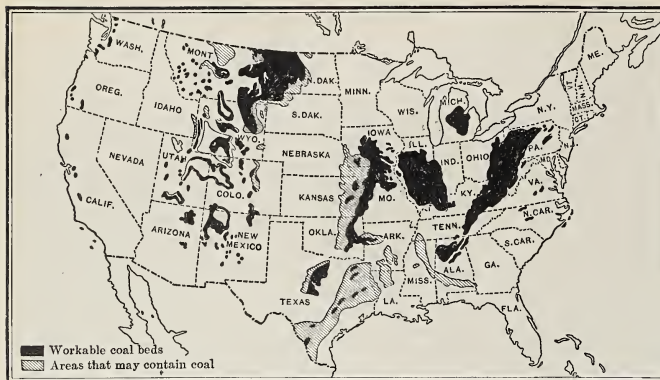 WASH.
MONT.
N.DAK.
MINN.
ME.
OREG.
IDAHO
S.DAK.
WIS.
MICH.
N.Y.
VT.
N.H.
MASS.
CT.
WYO.
IOWA
NEVADA
UTAH
NEBRASKA
ILL.
IND.
OHIO
PA.
N.J.
MD.
CALIF.
COLO.
KANSAS
MO.
KY.
VA.
ARIZONA
NEW
MEXICO
OKLA.
ARK.
TENN.
N.CAR.
S.CAR.
TEXAS
LA.
MISS.
ALA.
GA.
FLA.
Workable coal beds
Areas that may contain coal